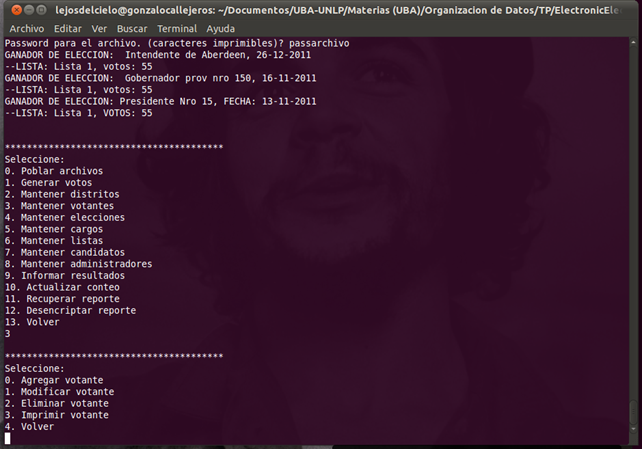 lejosdelcielo@gonzalocallejeros: ~/Documentos/UBA-UNLP/Materias (UBA)/Organizacion de Datos/TP/ElectronicElec
Archivo Editar Ver Buscar Terminal Ayuda
Password para el archivo. (caracteres imprimibles)? passarchivo
GANADOR DE ELECCION:  Intendente de Aberdeen, 26-12-2011
--LISTA: Lista 1, votos: 55
GANADOR DE ELECCION:  Gobernador prov nro 150, 16-11-2011
--LISTA: Lista 1, votos: 55
GANADOR DE ELECCION: Presidente Nro 15, FECHA: 13-11-2011
--LISTA: Lista 1, VOTOS: 55
****************************************
Seleccione:
0. Poblar archivos
1. Generar votos
2. Mantener distritos
3. Mantener votantes
4. Mantener elecciones
5. Mantener cargos
6. Mantener listas
7. Mantener candidatos
8. Mantener administradores
9. Informar resultados
10. Actualizar conteo
11. Recuperar reporte
12. Desencriptar reporte
13. Volver
3
****************************************
Seleccione:
0. Agregar votante
1. Modificar votante
2. Eliminar votante
3. Imprimir votante
4. Volver